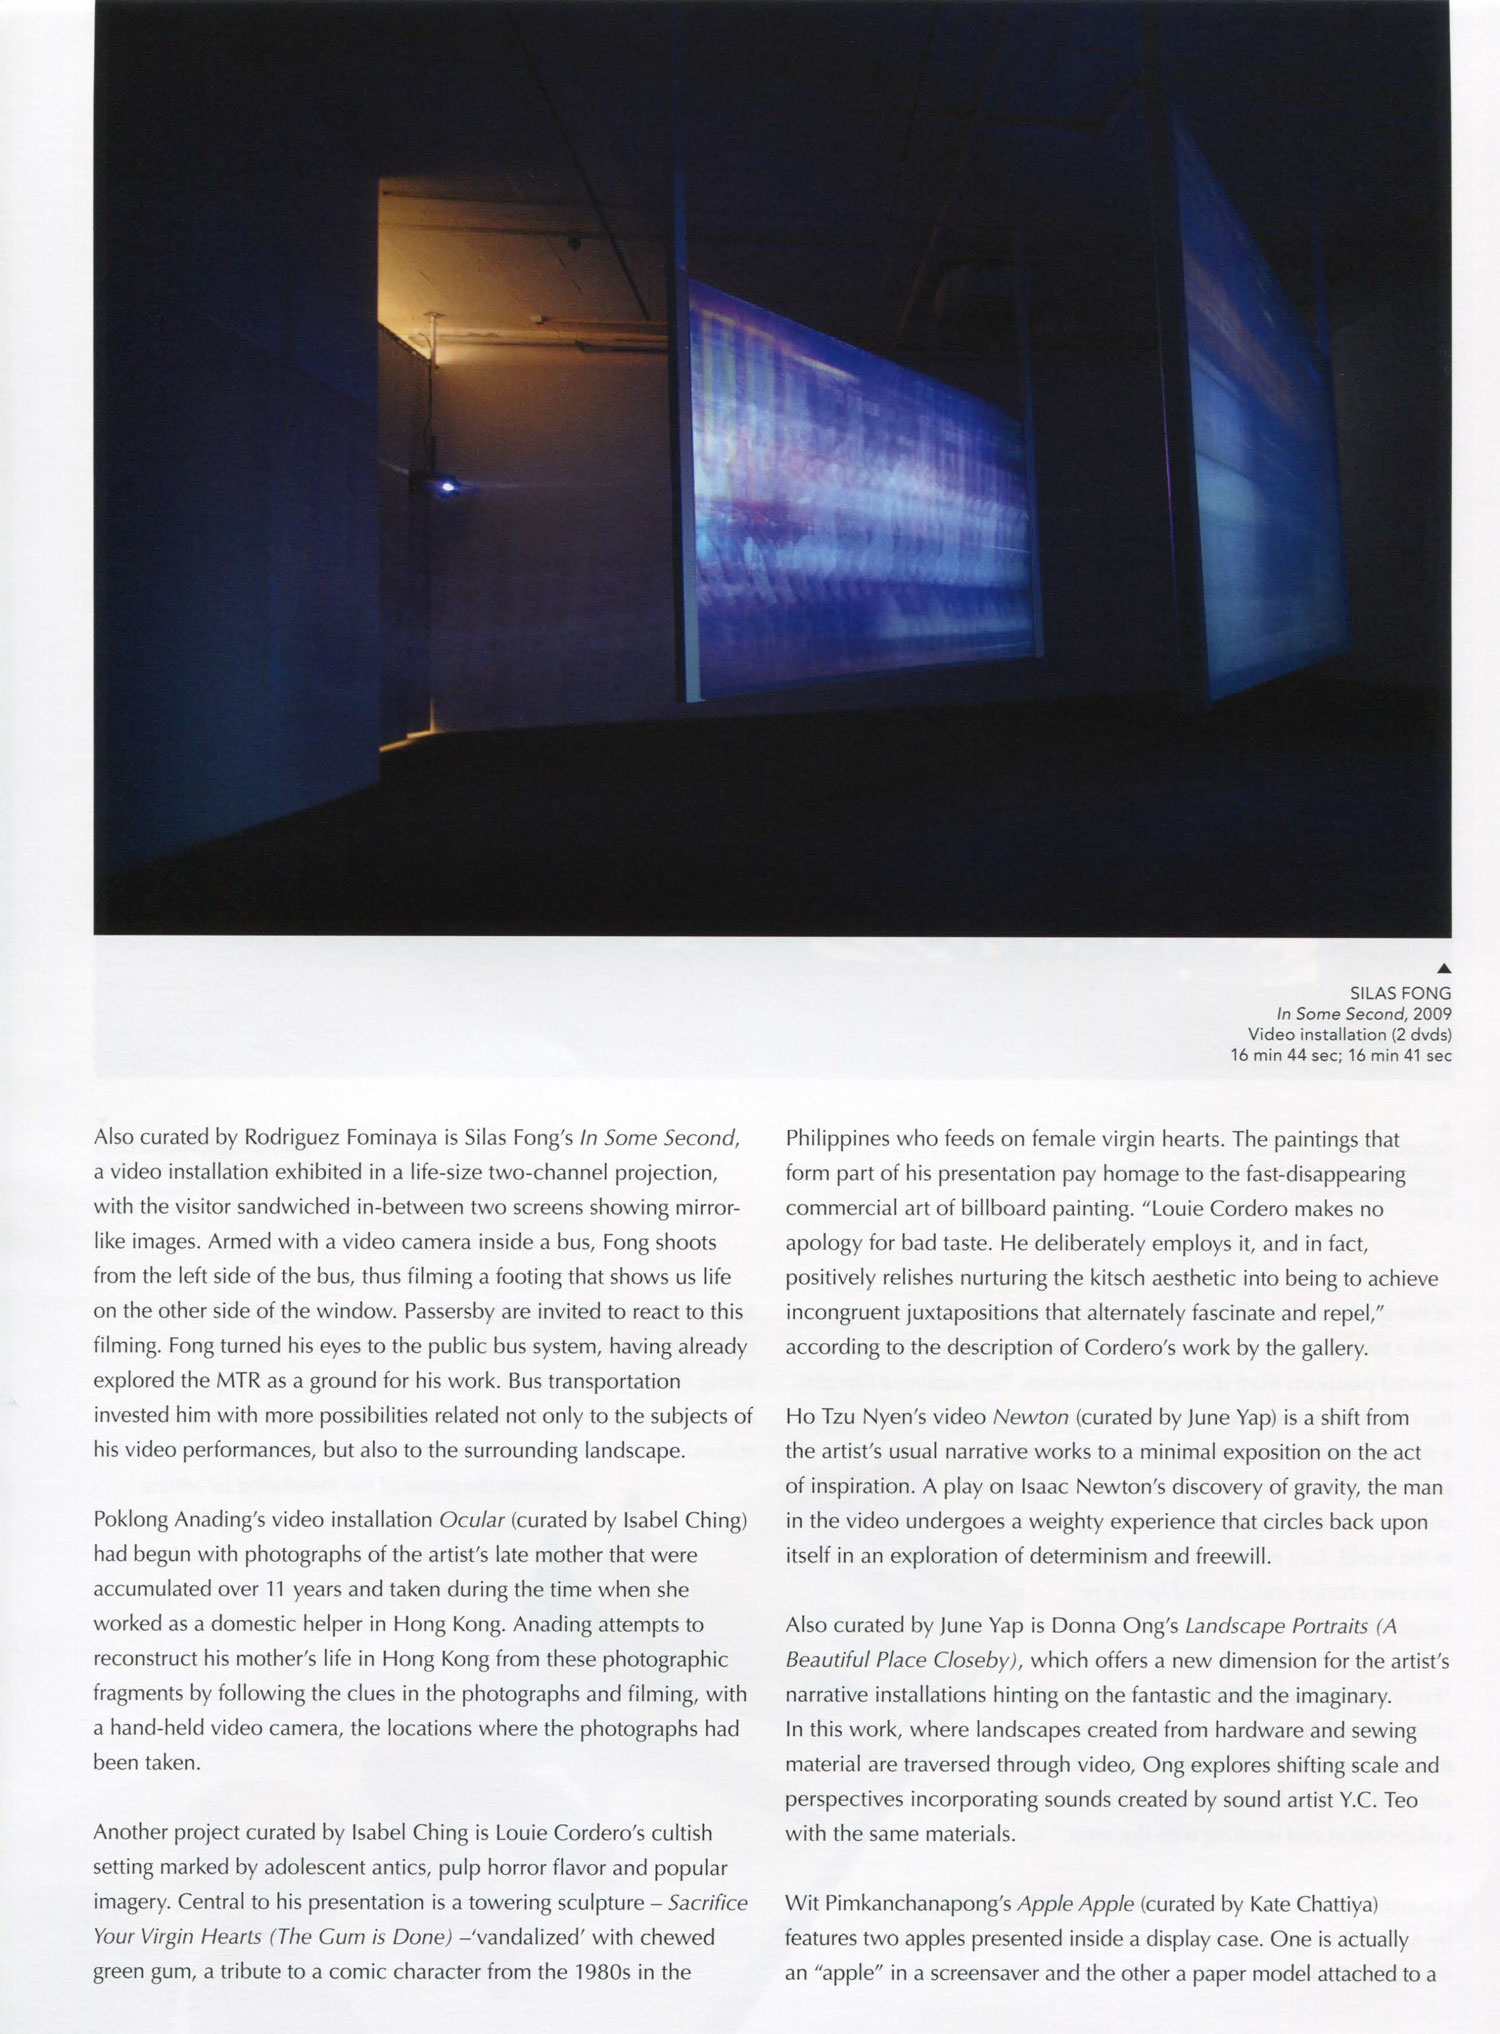 ▲
SILAS FONG
In Some Second, 2009
Video installation (2 dvds)
16 min 44 sec; 16 min 41 sec
Also curated by Rodriguez Fominaya is Silas Fong’s In Some Second,
a video installation exhibited in a life-size two-channel projection,
with the visitor sandwiched in-between two screens showing mirror-
like images. Armed with a video camera inside a bus, Fong shoots
from the left side of the bus, thus filming a footing that shows us life
on the other side of the window. Passersby are invited to react to this
filming. Fong turned his eyes to the public bus system, having already
explored the MTR as a ground for his work. Bus transportation
invested him with more possibilities related not only to the subjects of
his video performances, but also to the surrounding landscape.
Poklong Anading’s video installation Ocular (curated by Isabel Ching)
had begun with photographs of the artist’s late mother that were
accumulated over 11 years and taken during the time when she
worked as a domestic helper in Hong Kong. Anading attempts to
reconstruct his mother’s life in Hong Kong from these photographic
fragments by following the clues in the photographs and filming, with
a hand-held video camera, the locations where the photographs had
been taken.
Another project curated by Isabel Ching is Louie Cordero’s cultish
setting marked by adolescent antics, pulp horror flavor and popular
imagery. Central to his presentation is a towering sculpture – Sacrifice
Your Virgin Hearts (The Gum is Done) –‘vandalized’ with chewed
green gum, a tribute to a comic character from the 1980s in the
Philippines who feeds on female virgin hearts. The paintings that
form part of his presentation pay homage to the fast-disappearing
commercial art of billboard painting. “Louie Cordero makes no
apology for bad taste. He deliberately employs it, and in fact,
positively relishes nurturing the kitsch aesthetic into being to achieve
incongruent juxtapositions that alternately fascinate and repel,”
according to the description of Cordero’s work by the gallery.
Ho Tzu Nyen’s video Newton (curated by June Yap) is a shift from
the artist’s usual narrative works to a minimal exposition on the act
of inspiration. A play on Isaac Newton’s discovery of gravity, the man
in the video undergoes a weighty experience that circles back upon
itself in an exploration of determinism and freewill.
Also curated by June Yap is Donna Ong’s Landscape Portraits (A
Beautiful Place Closeby), which offers a new dimension for the artist’s
narrative installations hinting on the fantastic and the imaginary.
In this work, where landscapes created from hardware and sewing
material are traversed through video, Ong explores shifting scale and
perspectives incorporating sounds created by sound artist Y.C. Teo
with the same materials.
Wit Pimkanchanapong’s Apple Apple (curated by Kate Chattiya)
features two apples presented inside a display case. One is actually
an “apple” in a screensaver and the other a paper model attached to a